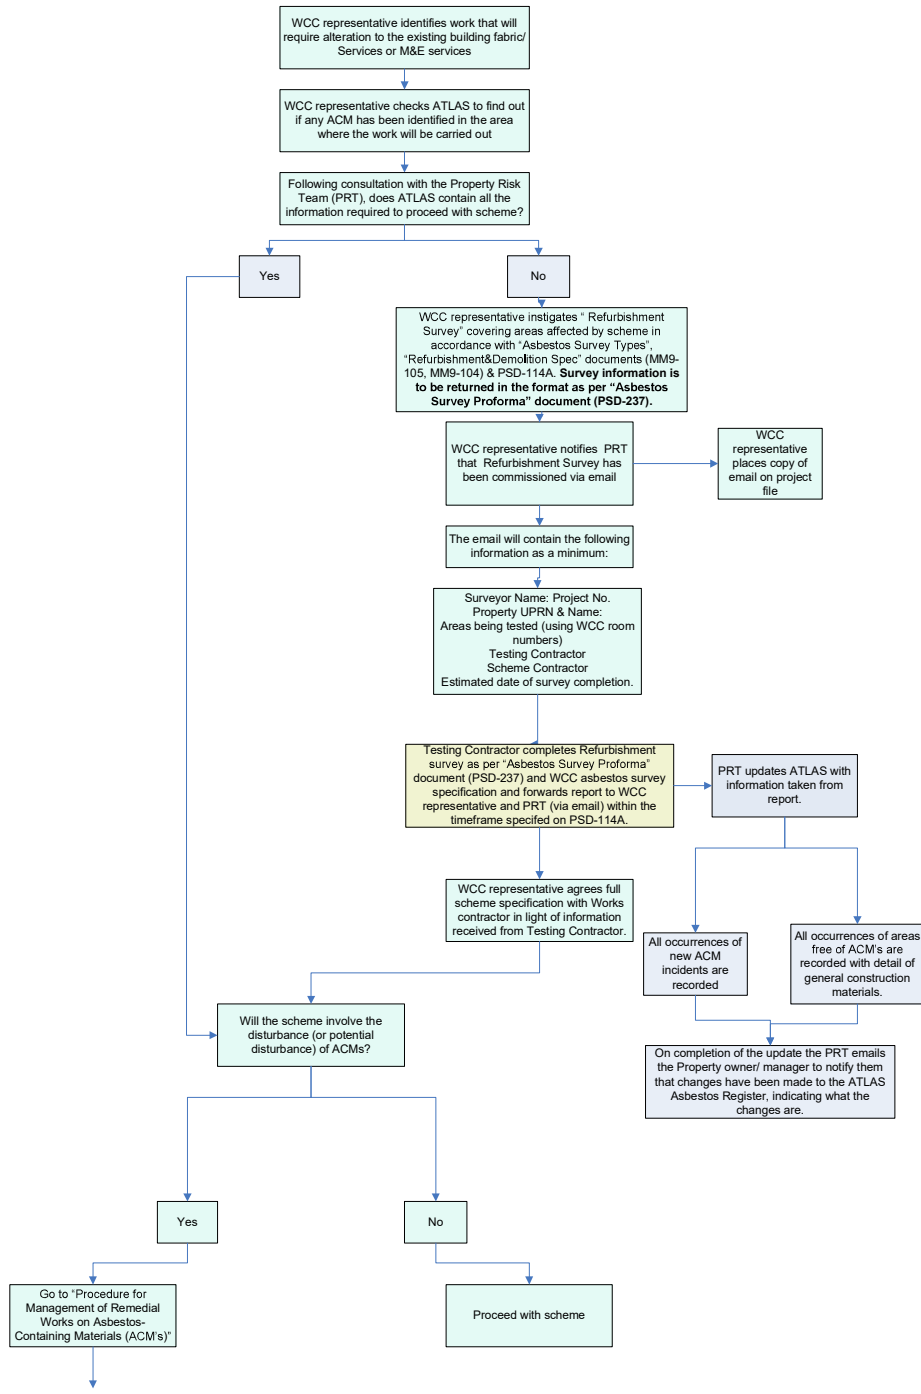 WCC representative identifies work that will
require alteration to the existing building fabric/
Services or M&E services
WCC representative checks ATLAS to find out
if any ACM has been identified in the area
where the work will be carried out
Following consultation with the Property Risk
Team (PRT), does ATLAS contain all the
information required to proceed with scheme?
Yes
No
WCC representative instigates “ Refurbishment
Survey” covering areas affected by scheme in
accordance with “Asbestos Survey Types”,
“Refurbishment&Demolition Spec” documents (MM9-
105, MM9-104) & PSD-114A. Survey information is
to be returned in the format as per “Asbestos
Survey Proforma” document (PSD-237).
WCC representative notifies PRT
that Refurbishment Survey has
been commissioned via email
WCC
representative
places copy of
email on project
file
The email will contain the following
information as a minimum:
Surveyor Name: Project No.
Property UPRN & Name:
Areas being tested (using WCC room
numbers)
Testing Contractor
Scheme Contractor
Estimated date of survey completion.
Testing Contractor completes Refurbishment
survey as per “Asbestos Survey Proforma”
document (PSD-237) and WCC asbestos survey
specification and forwards report to WCC
representative and PRT (via email) within the
timeframe specifed on PSD-114A.
PRT updates ATLAS with
information taken from
report.
WCC representative agrees full
scheme specification with Works
contractor in light of information
received from Testing Contractor.
All occurrences of
new ACM
incidents are
recorded
All occurrences of areas
free of ACM’s are
recorded with detail of
general construction
materials.
Will the scheme involve the
disturbance (or potential
disturbance) of ACMs?
On completion of the update the PRT emails
the Property owner/ manager to notify them
that changes have been made to the ATLAS
Asbestos Register, indicating what the
changes are.
Yes
No
Go to “Procedure for
Management of Remedial
Works on Asbestos-
Containing Materials (ACM’s)”
Proceed with scheme